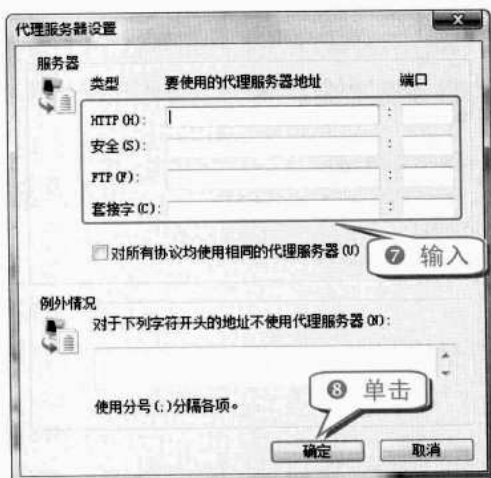 代理服务器设置
服务器
类型 要使用的代理服务器地址 端口
HTTP(H): :
安全(S): :
FTP(F): :
套接字(C): :
对所有协议均使用相同的代理服务器(U)
❼ 输入
例外情况
对于下列字符开头的地址不使用代理服务器(N):
使用分号(;)分隔各项。
❽ 单击
确定 取消